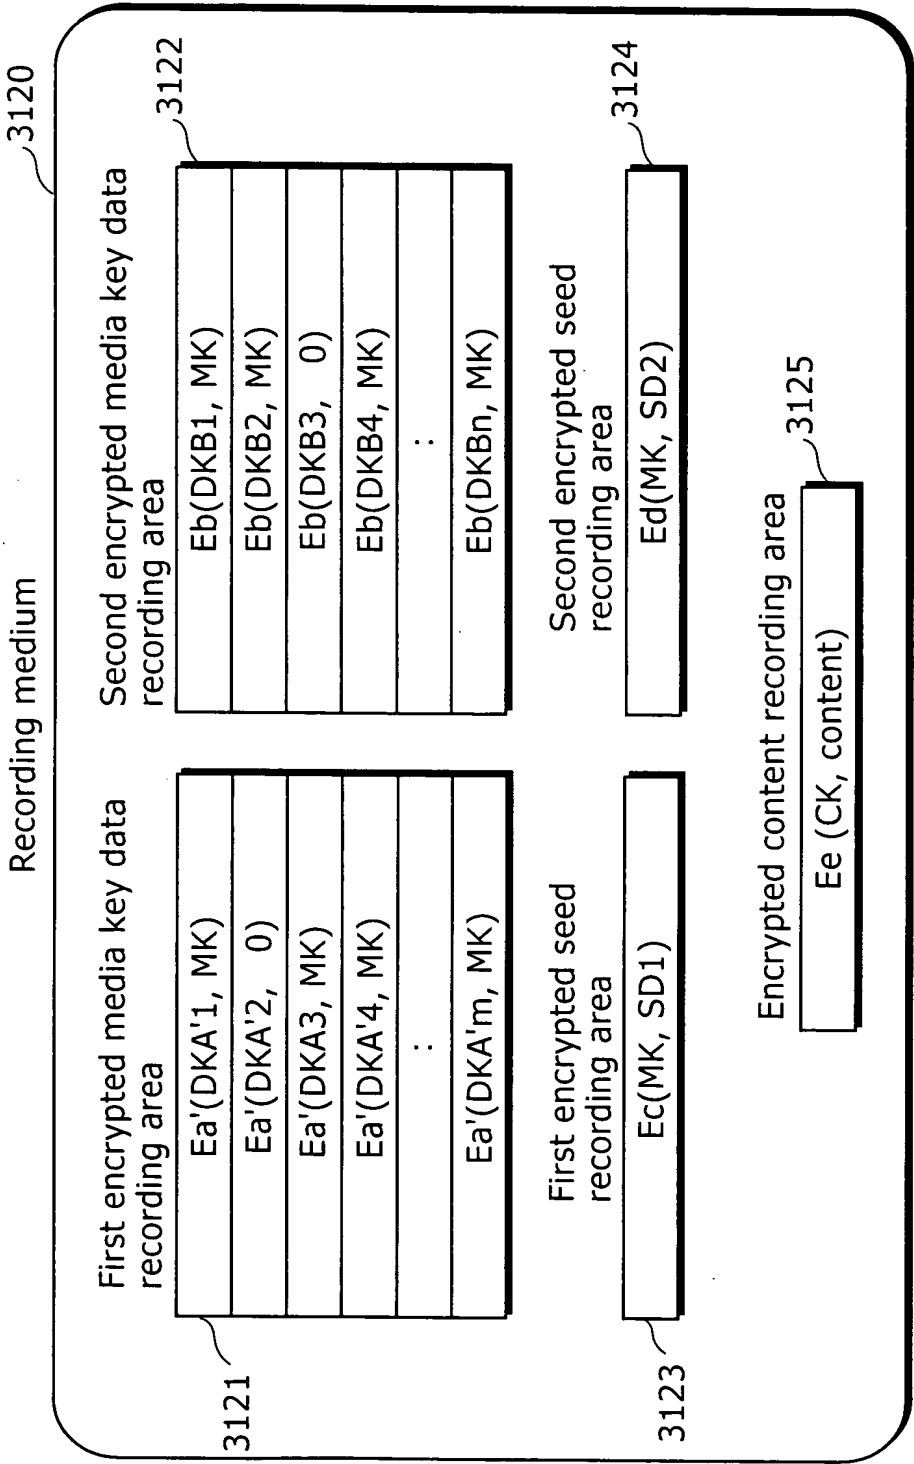 Recording medium
3120
First encrypted media key data
recording area
3121
Ea'(DKA'1, MK)
Ea'(DKA'2, 0)
Ea'(DKA3, MK)
Ea'(DKA'4, MK)
:
Ea'(DKA'm, MK)
Second encrypted media key data
recording area
3122
Eb(DKB1, MK)
Eb(DKB2, MK)
Eb(DKB3, 0)
Eb(DKB4, MK)
:
Eb(DKBn, MK)
First encrypted seed
recording area
3123
Ec(MK, SD1)
Second encrypted seed
recording area
3124
Ed(MK, SD2)
Encrypted content recording area
3125
Ee (CK, content)